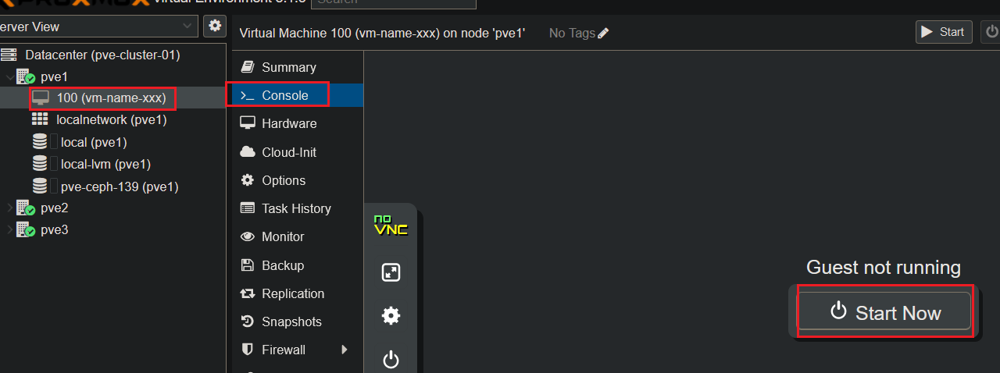 PROXMOX Virtual Environment
Search
erver View
Datacenter (pve-cluster-01)
pve1
100 (vm-name-xxx)
localnetwork (pve1)
local (pve1)
local-lvm (pve1)
pve-ceph-139 (pve1)
pve2
pve3
Virtual Machine 100 (vm-name-xxx) on node 'pve1'
No Tags
Start
Summary
Console
Hardware
Cloud-Init
Options
Task History
Monitor
Backup
Replication
Snapshots
Firewall
no
VNC
Guest not running
Start Now